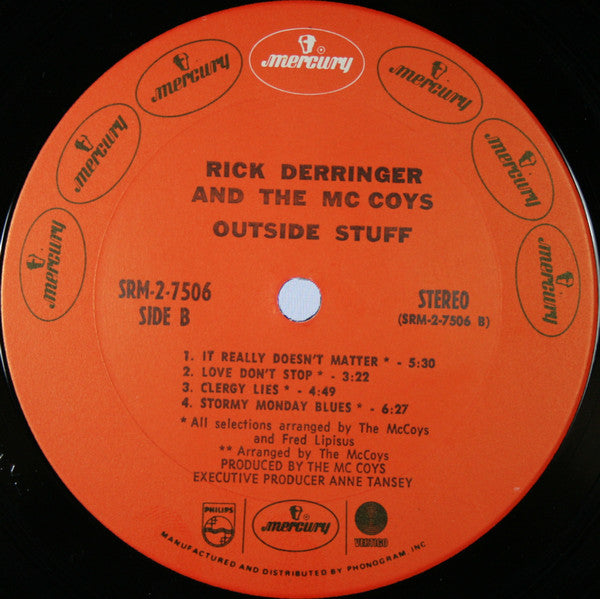 mercury
mercury
mercury
mercury
mercury
mercury
mercury
RICK DERRINGER
AND THE MC COYS
OUTSIDE STUFF
SRM-2-7506
SIDE B
STEREO
(SRM-2-7506 B)
1. IT REALLY DOESN'T MATTER * - 5:30
2. LOVE DON'T STOP * - 3:22
3. CLERGY LIES * - 4:49
4. STORMY MONDAY BLUES * - 6:27
* All selections arranged by The McCoys
and Fred Lipisus
** Arranged by The McCoys
PRODUCED BY THE MC COYS
EXECUTIVE PRODUCER ANNE TANSEY
PHILIPS
mercury
VERTIGO
MANUFACTURED AND DISTRIBUTED BY PHONOGRAM, INC